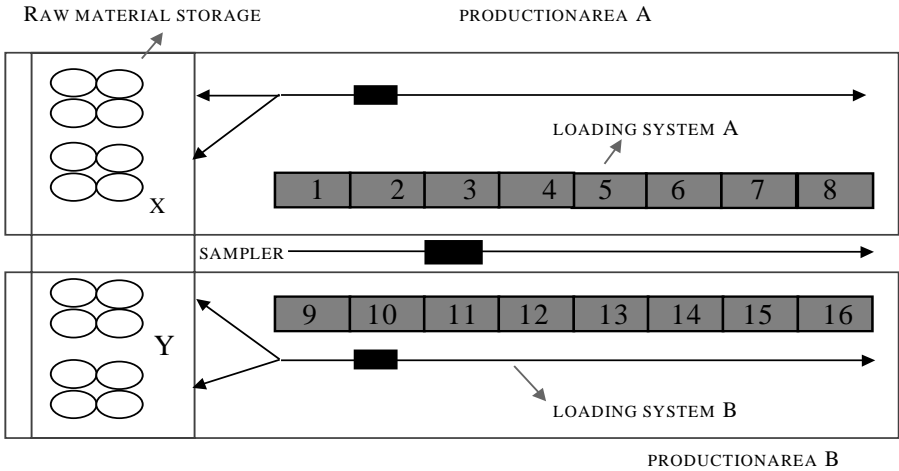 RAW MATERIAL STORAGE
PRODUCTIONAREA A
LOADING SYSTEM A
1 2 3 4 5 6 7 8
X
SAMPLER
9 10 11 12 13 14 15 16
Y
LOADING SYSTEM B
PRODUCTIONAREA B